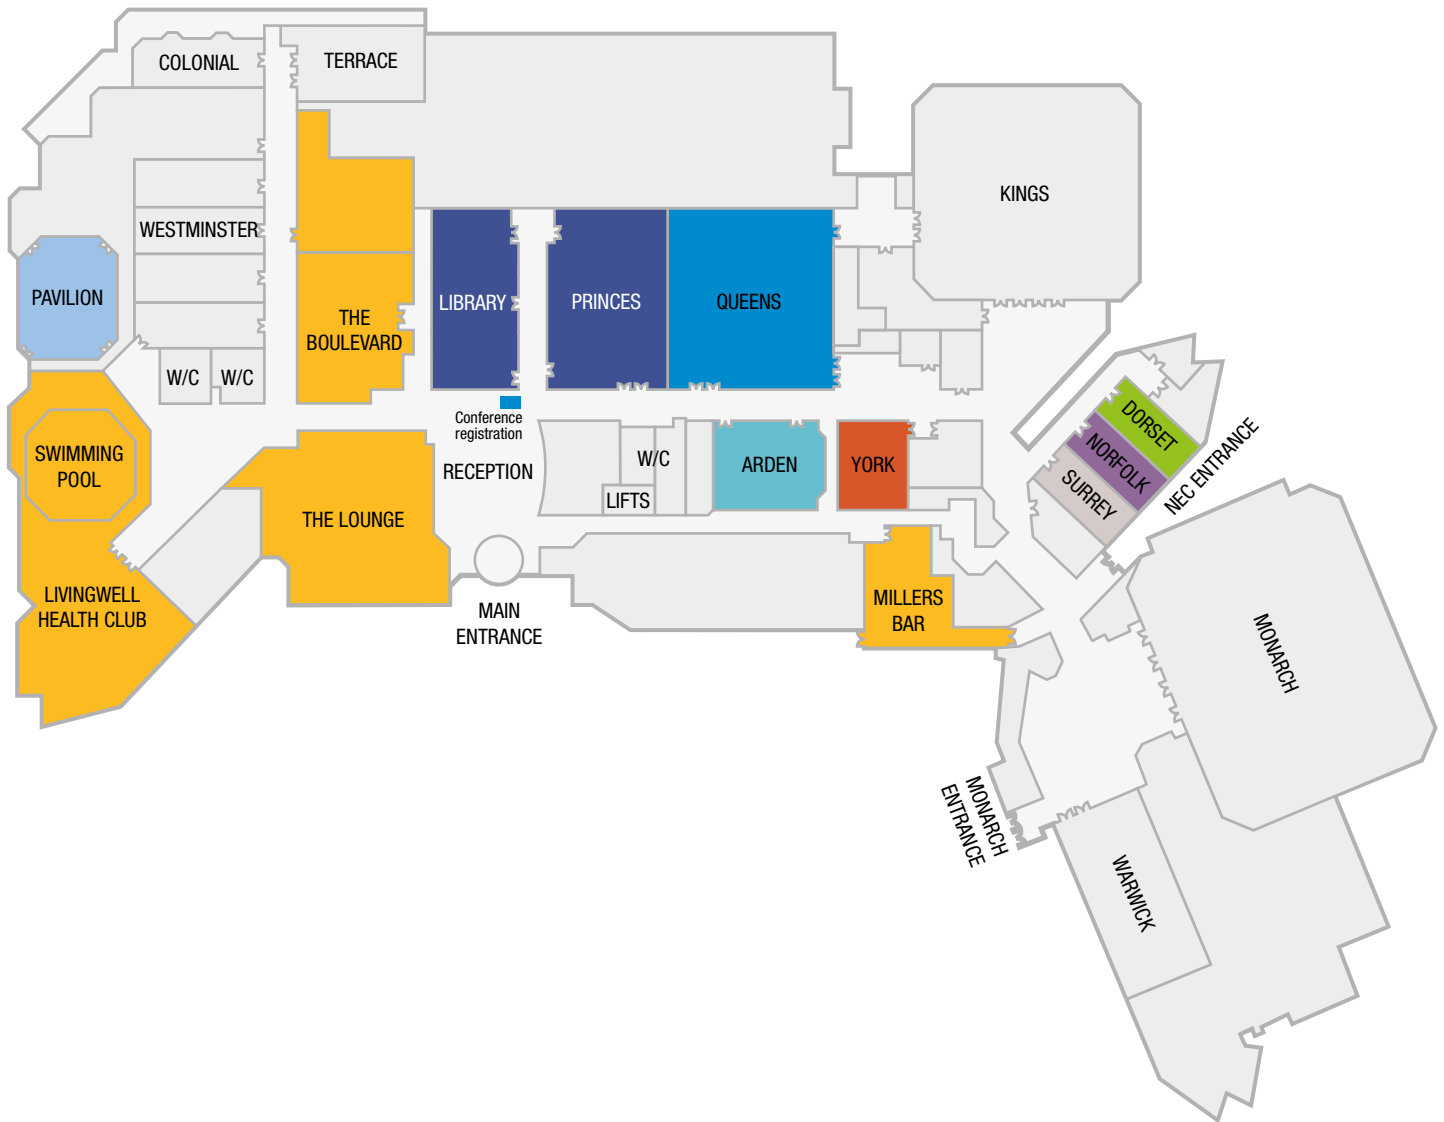 COLONIAL
TERRACE
KINGS
WESTMINSTER
PAVILION
LIBRARY
PRINCES
QUEENS
THE
BOULEVARD
W/C
W/C
Conference
registration
DORSET
NORFOLK
SURREY
NEC ENTRANCE
SWIMMING
POOL
RECEPTION
W/C
LIFTS
ARDEN
YORK
THE LOUNGE
LIVINGWELL
HEALTH CLUB
MAIN
ENTRANCE
MILLERS
BAR
MONARCH
MONARCH
ENTRANCE
WARWICK